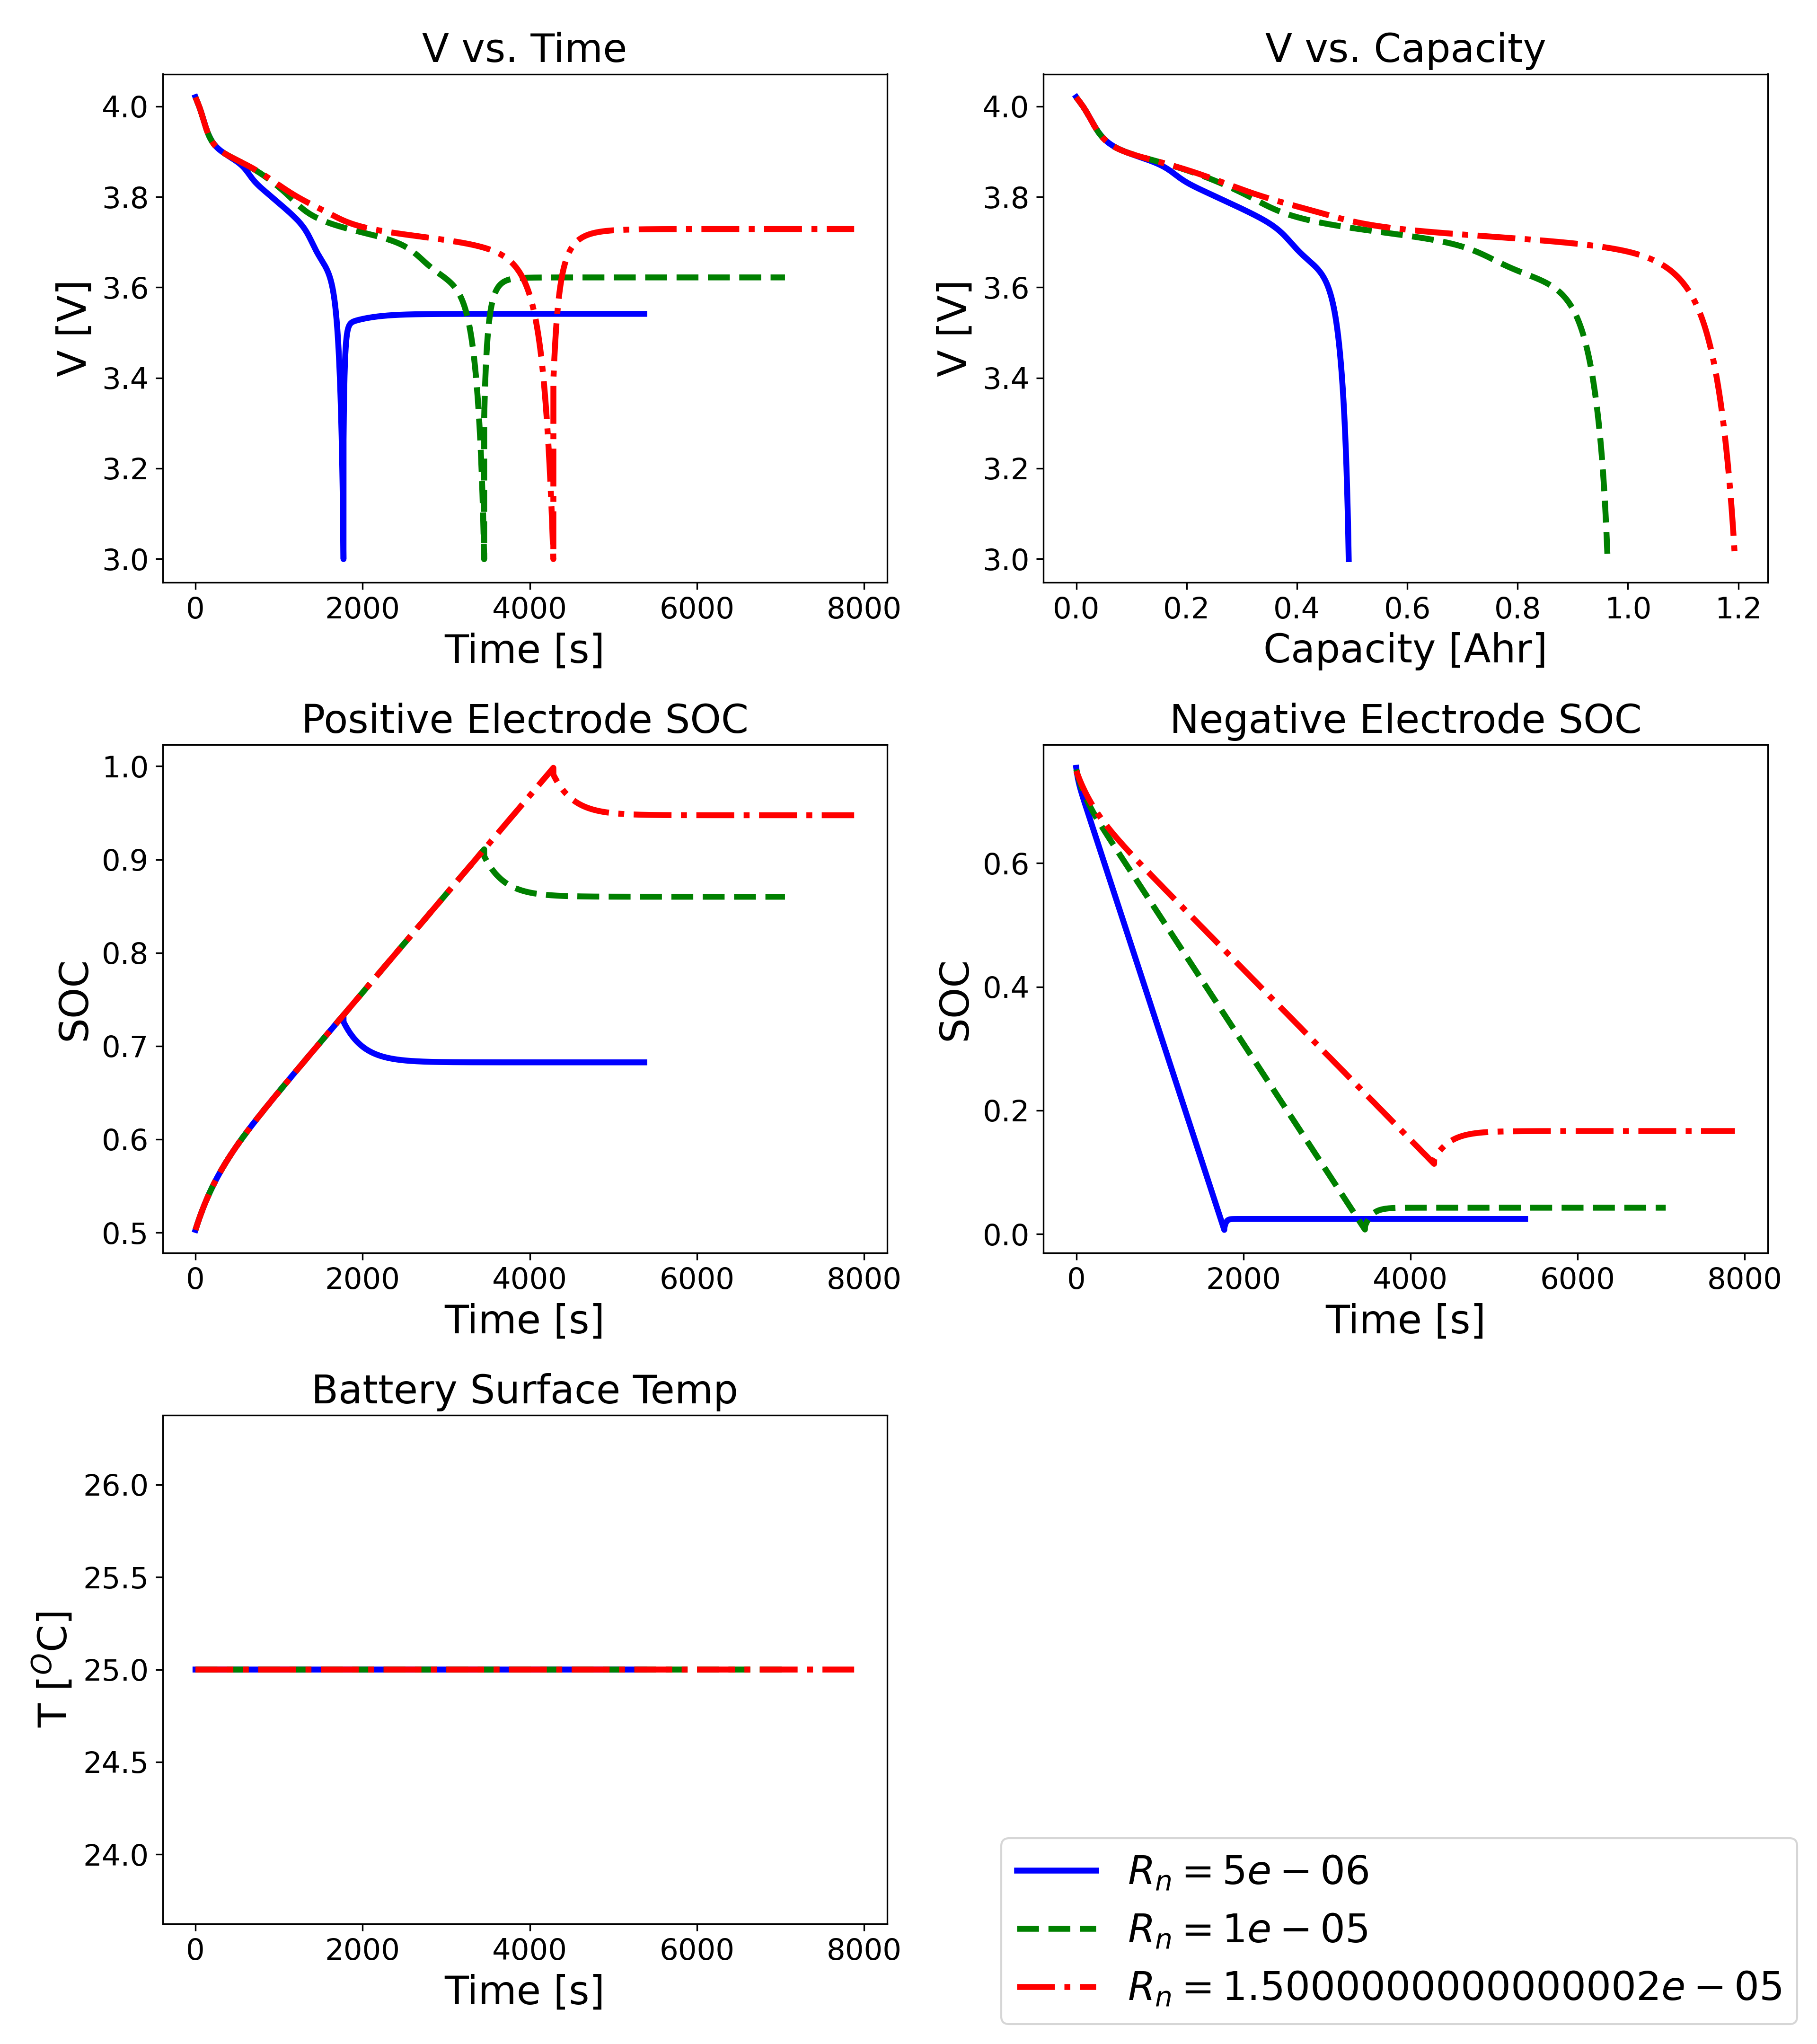 V vs. Time
V [V]
4.0
3.8
3.6
3.4
3.2
3.0
0 2000 4000 6000 8000
Time [s]
V vs. Capacity
V [V]
4.0
3.8
3.6
3.4
3.2
3.0
0.0 0.2 0.4 0.6 0.8 1.0 1.2
Capacity [Ahr]
Positive Electrode SOC
SOC
1.0
0.9
0.8
0.7
0.6
0.5
0 2000 4000 6000 8000
Time [s]
Negative Electrode SOC
SOC
0.6
0.4
0.2
0.0
0 2000 4000 6000 8000
Time [s]
Battery Surface Temp
T [$^O$C]
26.0
25.5
25.0
24.5
24.0
0 2000 4000 6000 8000
Time [s]
$R_n = 5e - 06$
$R_n = 1e - 05$
$R_n = 1.5000000000000002e - 05$